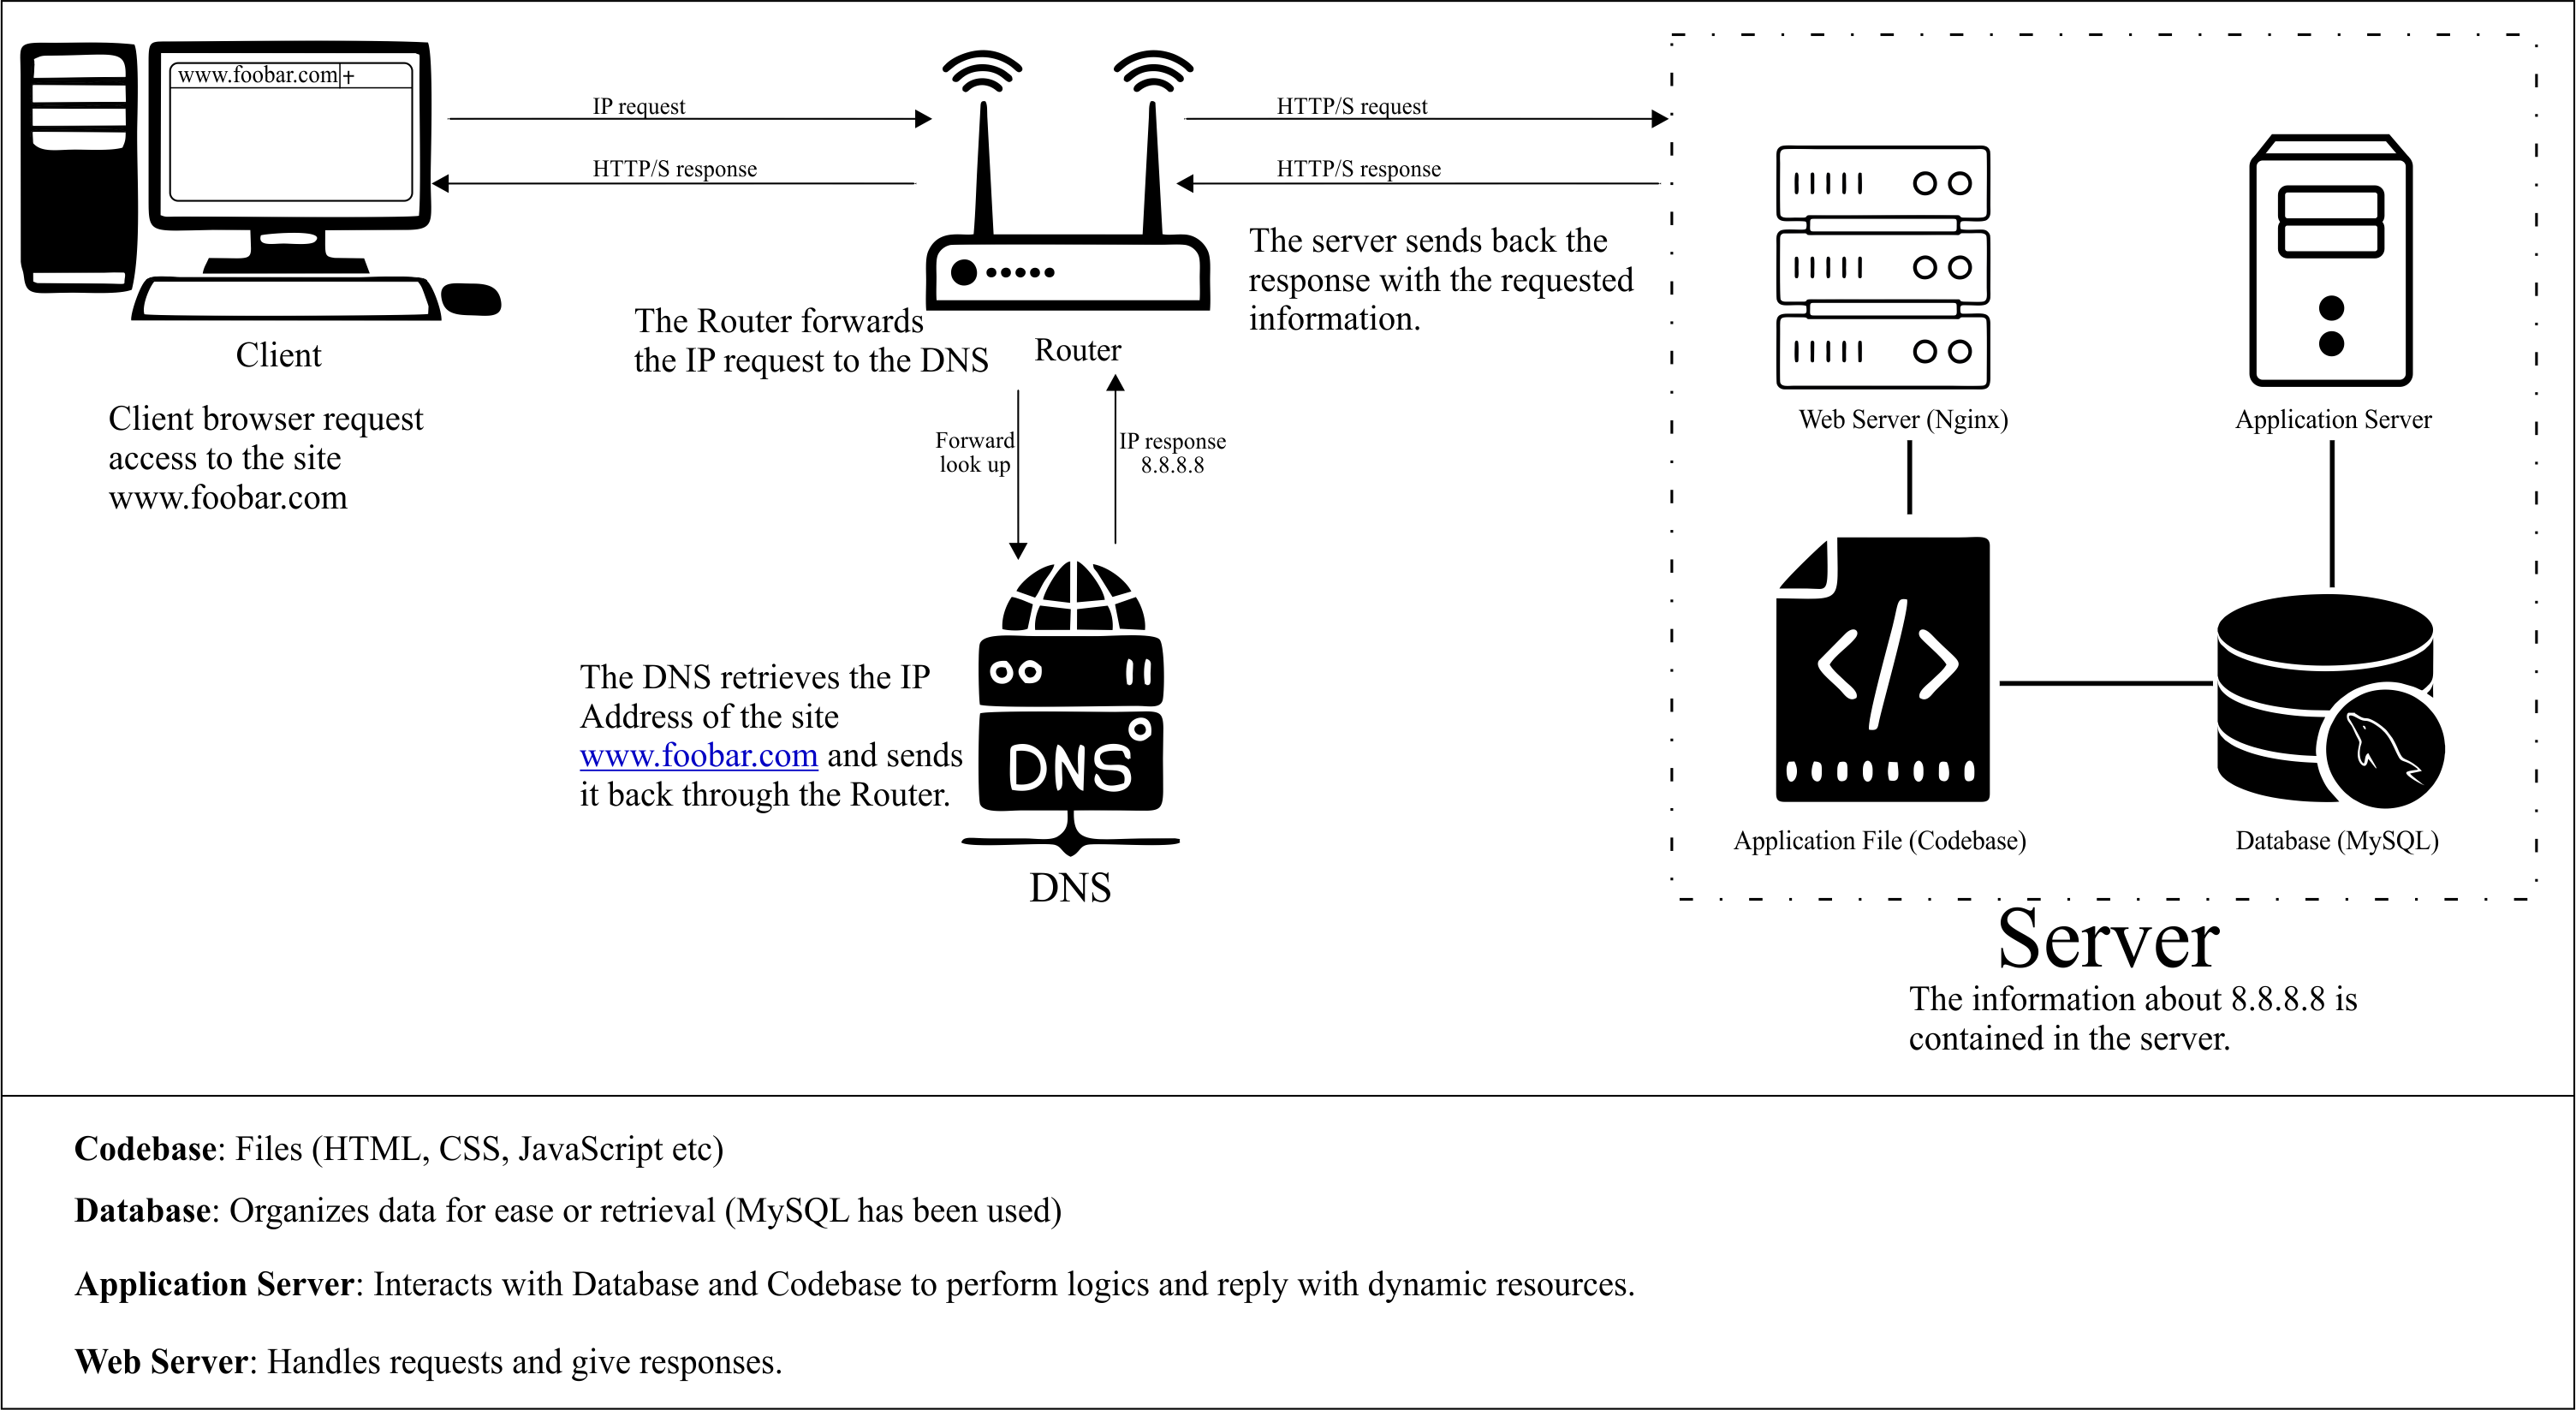 www.foobar.com +
IP request
HTTP/S response
Client
Client browser request
access to the site
www.foobar.com
The Router forwards
the IP request to the DNS
Router
HTTP/S request
HTTP/S response
The server sends back the
response with the requested
information.
Forward
look up
IP response
8.8.8.8
The DNS retrieves the IP
Address of the site
www.foobar.com and sends
it back through the Router.
DNS
DNS
Web Server (Nginx)
Application Server
</>
Application File (Codebase)
Database (MySQL)
Server
The information about 8.8.8.8 is
contained in the server.
Codebase: Files (HTML, CSS, JavaScript etc)
Database: Organizes data for ease or retrieval (MySQL has been used)
Application Server: Interacts with Database and Codebase to perform logics and reply with dynamic resources.
Web Server: Handles requests and give responses.